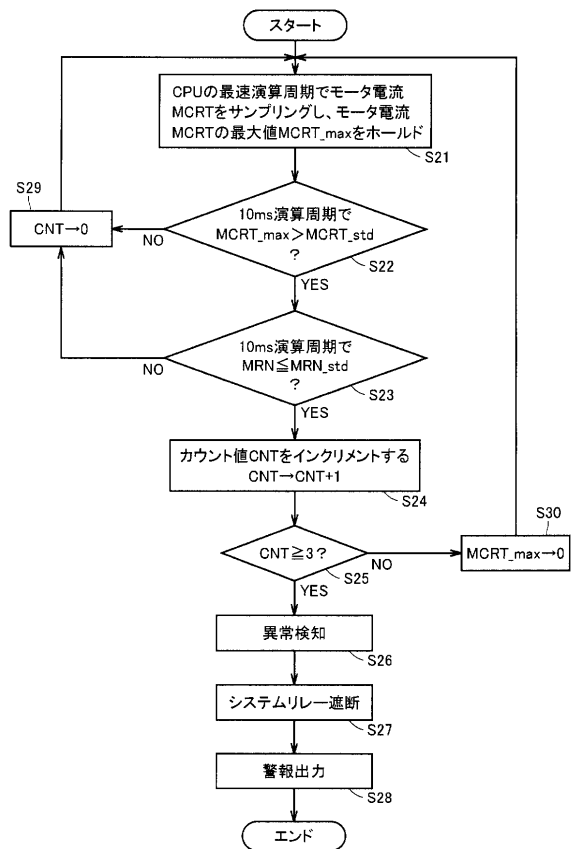 スタート
CPUの最速演算周期でモータ電流
MCRTをサンプリングし、モータ電流
MCRTの最大値MCRT_maxをホールド
S21
S29
CNT→0
10ms演算周期で
MCRT_max＞MCRT_std
?
NO
S22
YES
10ms演算周期で
MRN≦MRN_std
?
NO
S23
YES
カウント値CNTをインクリメントする
CNT→CNT+1
S24
CNT≧3?
NO
S25
YES
S30
MCRT_max→0
異常検知
S26
システムリレー遮断
S27
警報出力
S28
エンド